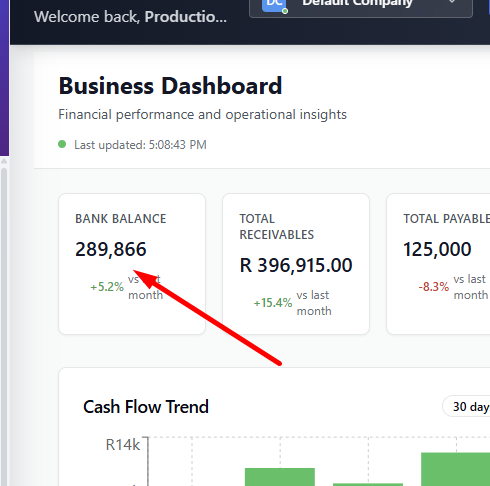 Welcome back, Productio...
DC
Default Company
Business Dashboard
Financial performance and operational insights
Last updated: 5:08:43 PM
BANK BALANCE
289,866
+5.2%
vs last
month
TOTAL
RECEIVABLES
R 396,915.00
+15.4%
vs last
month
TOTAL PAYABLE
125,000
-8.3%
vs last
month
Cash Flow Trend
30 day
R14k